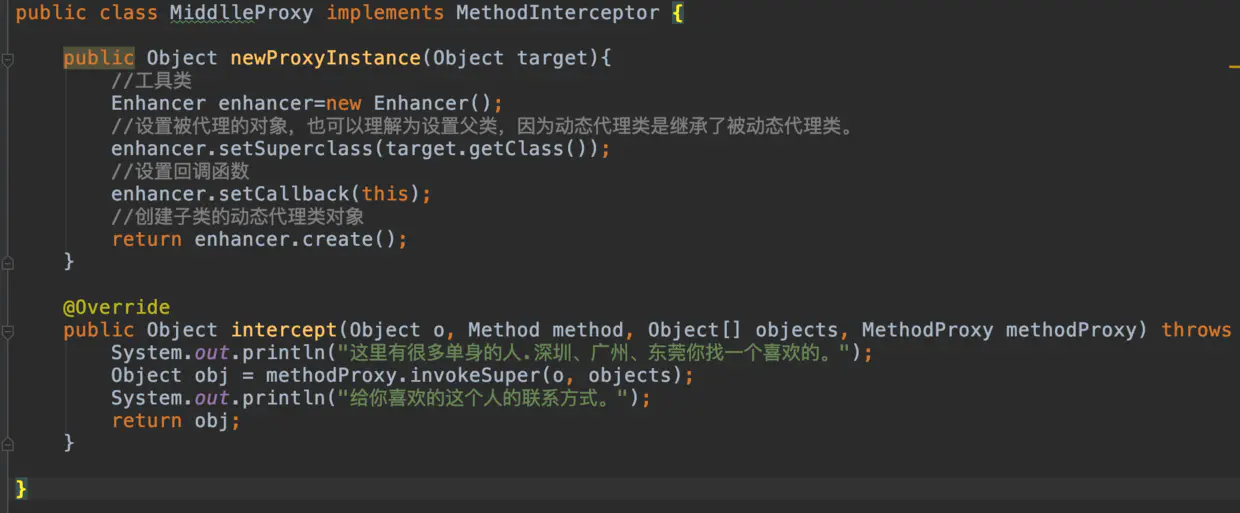 public class MiddlleProxy implements MethodInterceptor {
public Object newProxyInstance(Object target){
//工具类
Enhancer enhancer=new Enhancer();
//设置被代理的对象，也可以理解为设置父类，因为动态代理类是继承了被动态代理类。
enhancer.setSuperclass(target.getClass());
//设置回调函数
enhancer.setCallback(this);
//创建子类的动态代理类对象
return enhancer.create();
}
@Override
public Object intercept(Object o, Method method, Object[] objects, MethodProxy methodProxy) throws
System.out.println("这里有很多单身的人.深圳、广州、东莞你找一个喜欢的。");
Object obj = methodProxy.invokeSuper(o, objects);
System.out.println("给你喜欢的这个人的联系方式。");
return obj;
}
}